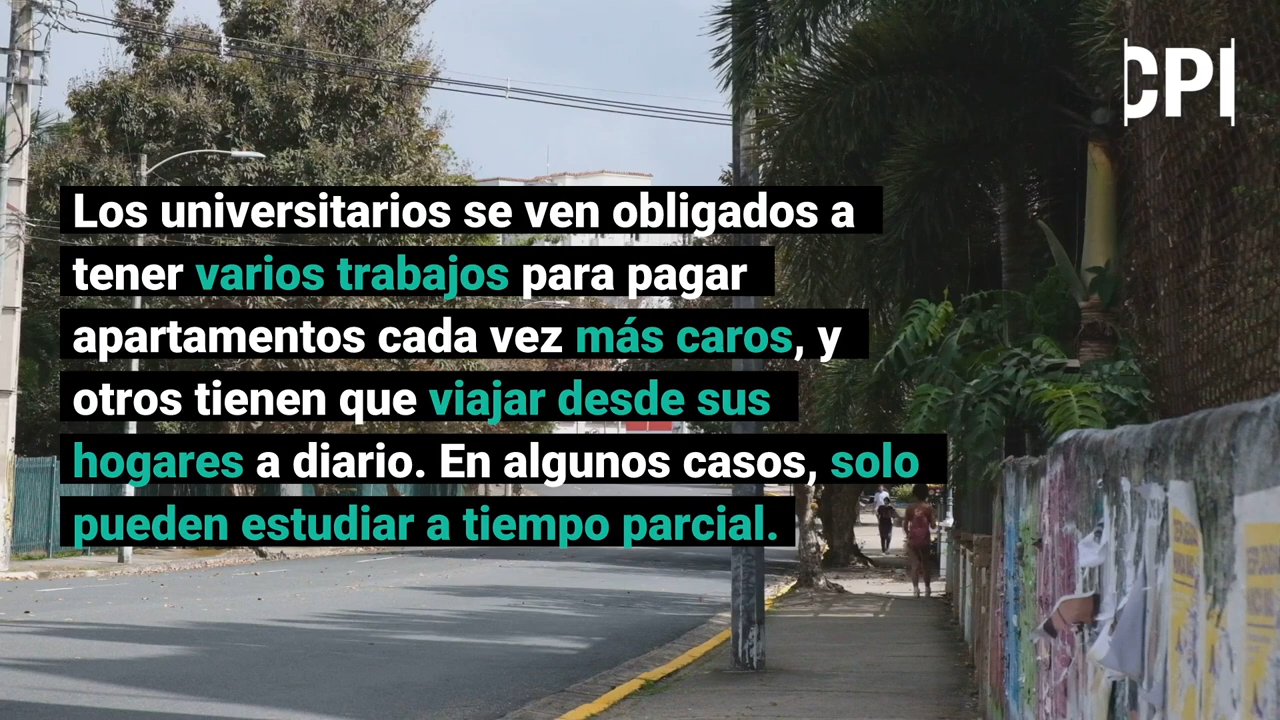 CPI
Los universitarios se ven obligados a
tener varios trabajos para pagar
apartamentos cada vez más caros, y
otros tienen que viajar desde sus
hogares a diario. En algunos casos, solo
pueden estudiar a tiempo parcial.